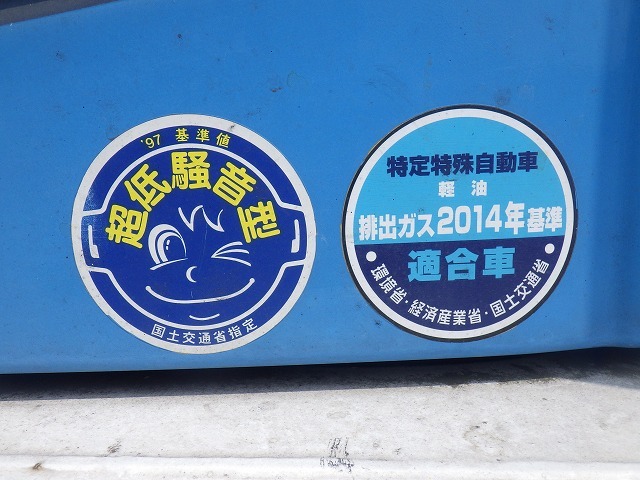 '97 基準値
超低騒音型
国土交通省指定
特定特殊自動車
軽油
排出ガス2014年基準
適合車
・環境省・経済産業省・国土交通省・